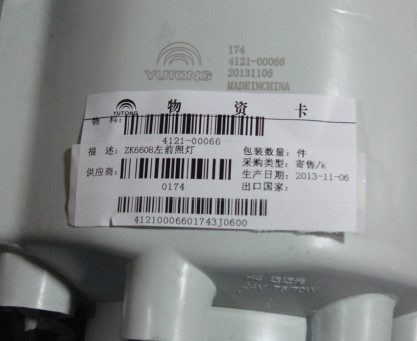 174
4121-00066
YUTONG 20131106
MADEINCHINA
YUTONG 物 资 卡
物 料:
4121-00066
描 述: ZK6608左前照灯 包装数量: 件
采购类型: 寄售/k
供应商: 生产日期: 2013-11-06
0174 出口国家:
41210006601743J0600